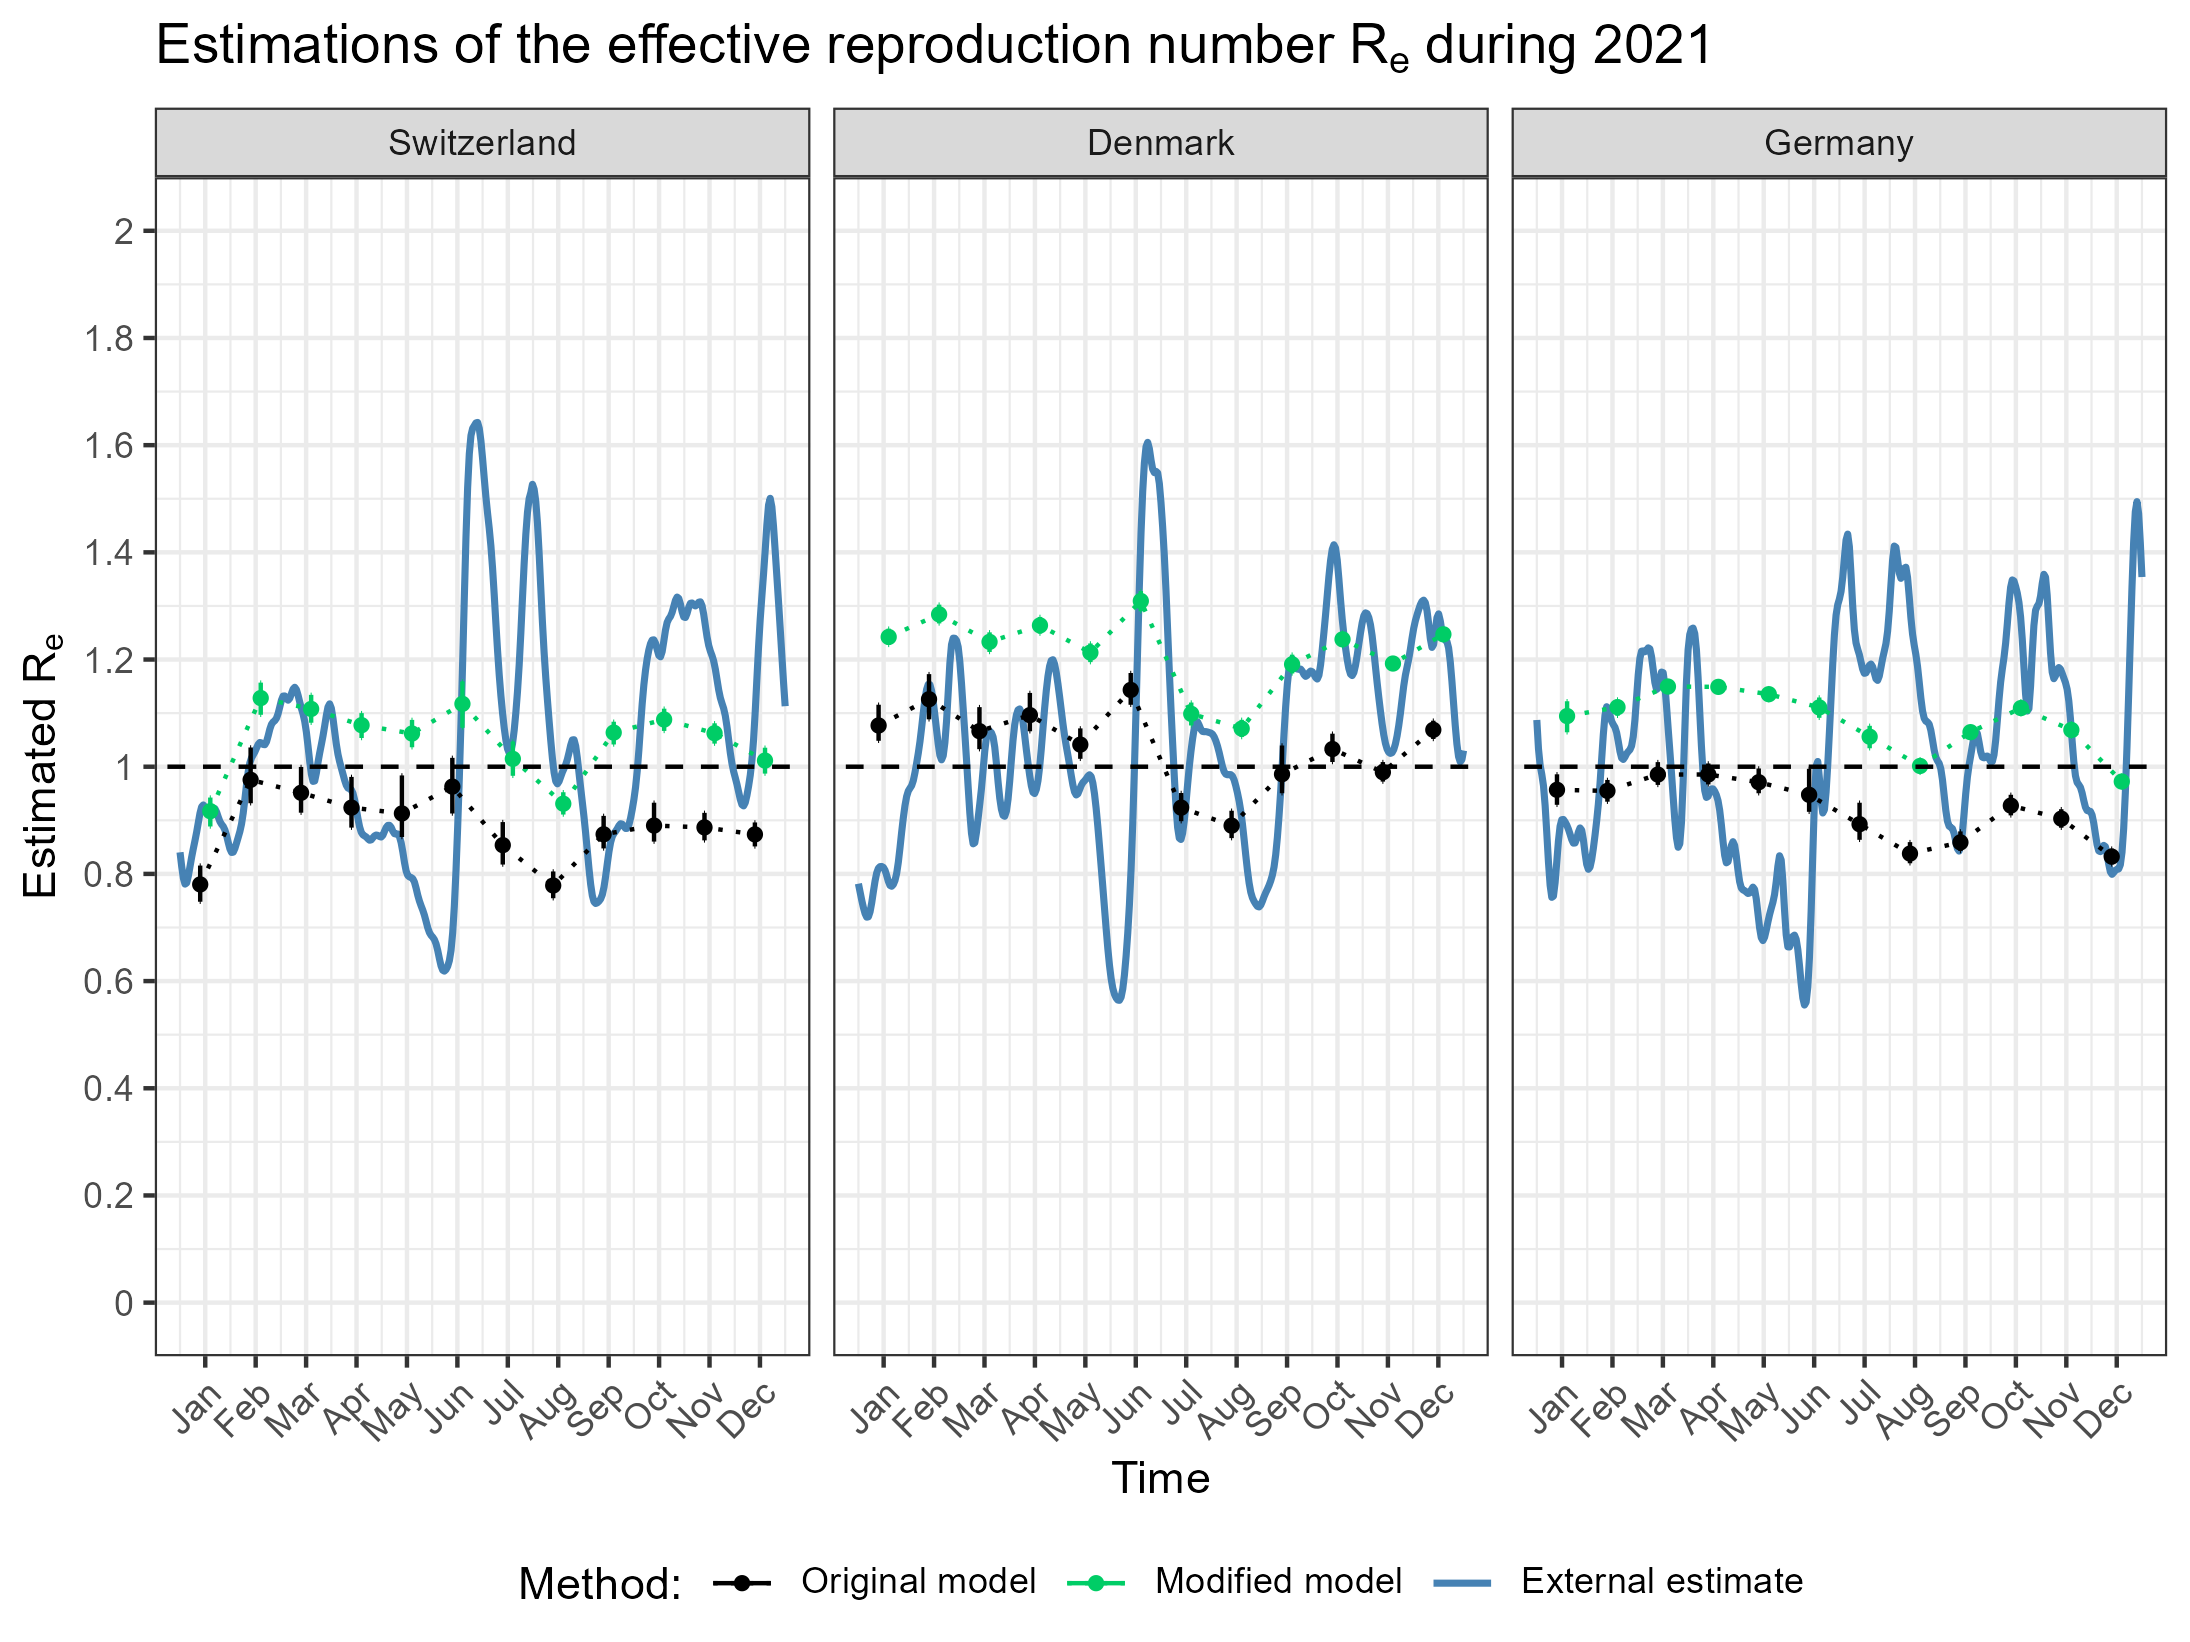 Estimations of the effective reproduction number Re during 2021
Switzerland
Denmark
Germany
Estimated Re
2
1.8
1.6
1.4
1.2
1
0.8
0.6
0.4
0.2
0
Jan Feb Mar Apr May Jun Jul Aug Sep Oct Nov Dec
Jan Feb Mar Apr May Jun Jul Aug Sep Oct Nov Dec
Jan Feb Mar Apr May Jun Jul Aug Sep Oct Nov Dec
Time
Method: Original model Modified model External estimate